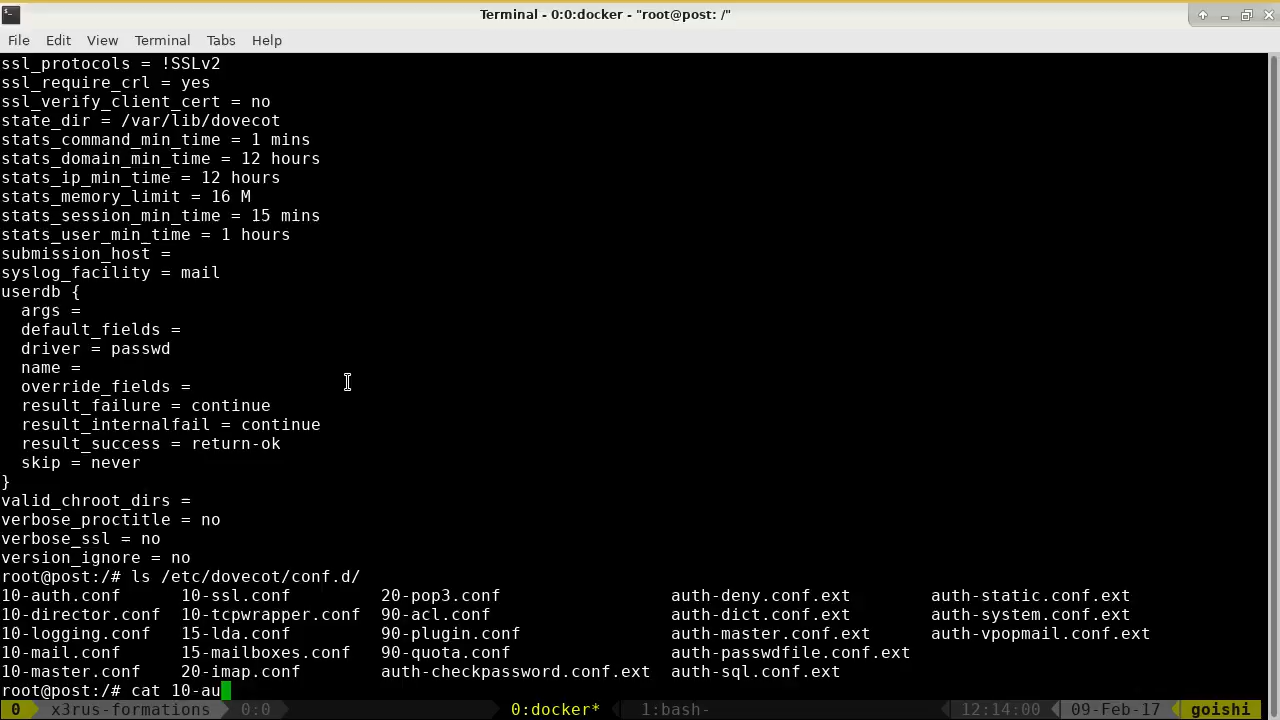 Terminal - 0:0:docker - "root@post: /"
File Edit View Terminal Tabs Help
ssl_protocols = !SSLv2
ssl_require_crl = yes
ssl_verify_client_cert = no
state_dir = /var/lib/dovecot
stats_command_min_time = 1 mins
stats_domain_min_time = 12 hours
stats_ip_min_time = 12 hours
stats_memory_limit = 16 M
stats_session_min_time = 15 mins
stats_user_min_time = 1 hours
submission_host =
syslog_facility = mail
userdb {
  args =
  default_fields =
  driver = passwd
  name =
  override_fields =
  result_failure = continue
  result_internalfail = continue
  result_success = return-ok
  skip = never
}
valid_chroot_dirs =
verbose_proctitle = no
verbose_ssl = no
version_ignore = no
root@post:/# ls /etc/dovecot/conf.d/
10-auth.conf      10-ssl.conf         20-pop3.conf                 auth-deny.conf.ext        auth-static.conf.ext
10-director.conf  10-tcpwrapper.conf  90-acl.conf                  auth-dict.conf.ext        auth-system.conf.ext
10-logging.conf   15-lda.conf         90-plugin.conf               auth-master.conf.ext      auth-vpopmail.conf.ext
10-mail.conf      15-mailboxes.conf   90-quota.conf                auth-passwdfile.conf.ext
10-master.conf    20-imap.conf        auth-checkpassword.conf.ext  auth-sql.conf.ext
root@post:/# cat 10-au
0 x3rus-formations 0:0 0:docker* 1:bash- 12:14:00 09-Feb-17 goishi